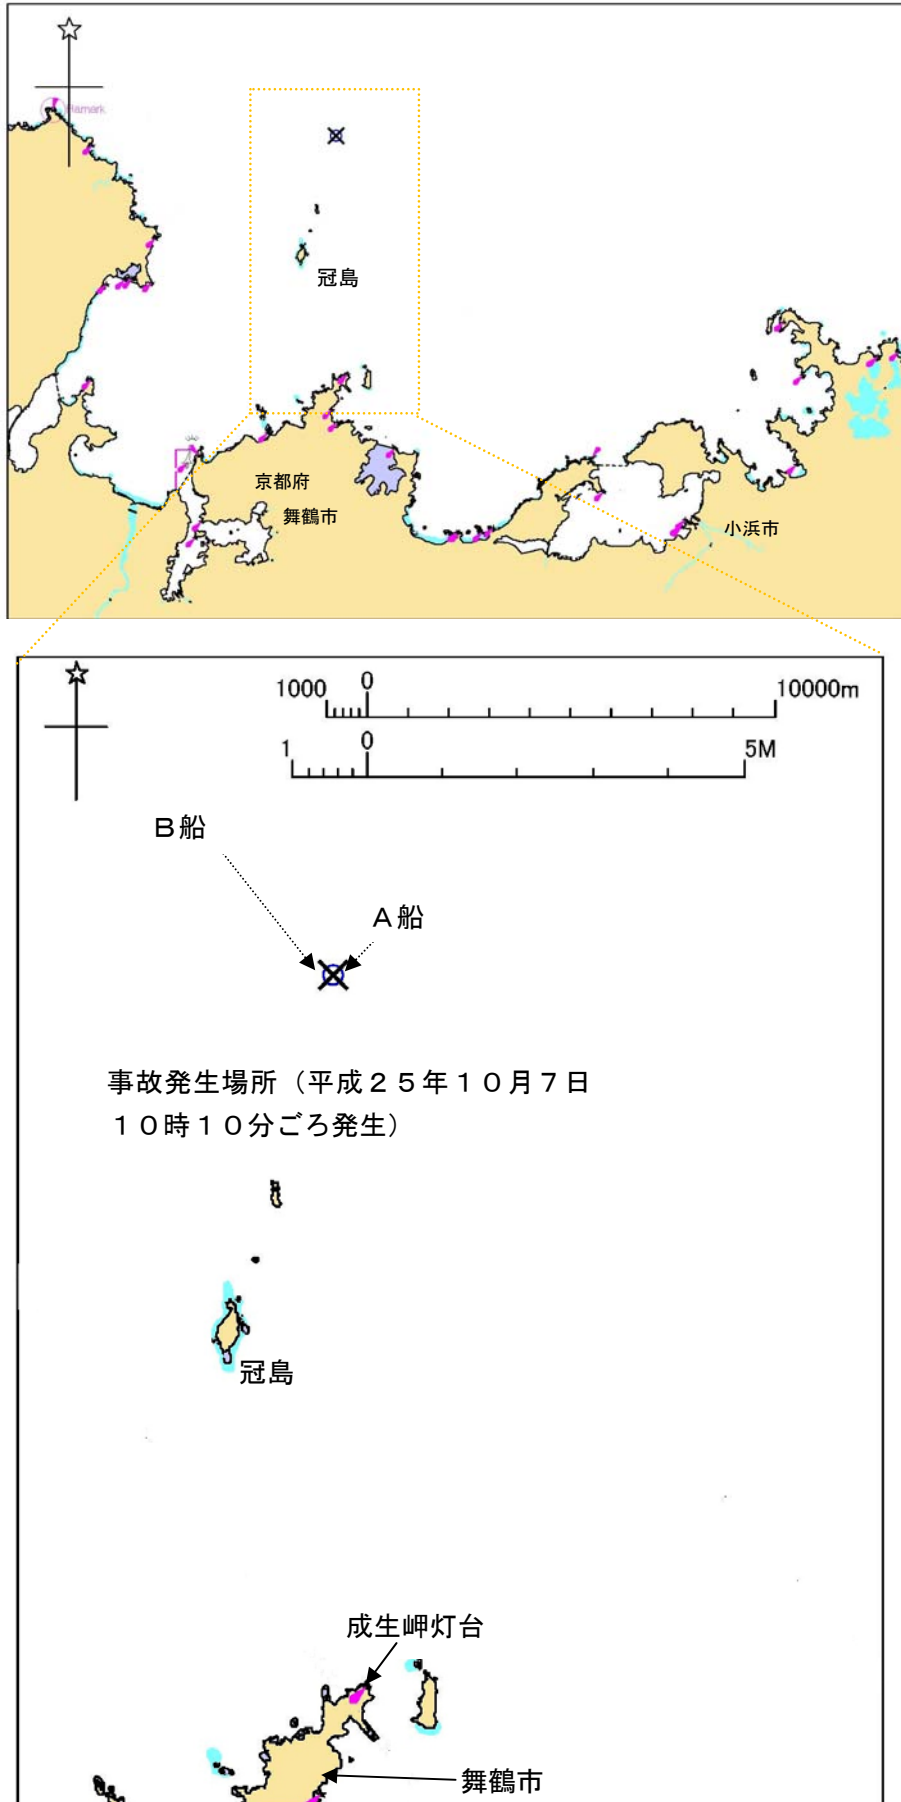 Ramark
冠島
京都府
舞鶴市
小浜市
1000 0 10000m
1 0 5M
B船
A船
事故発生場所（平成２５年１０月７日
１０時１０分ごろ発生）
冠島
成生岬灯台
舞鶴市